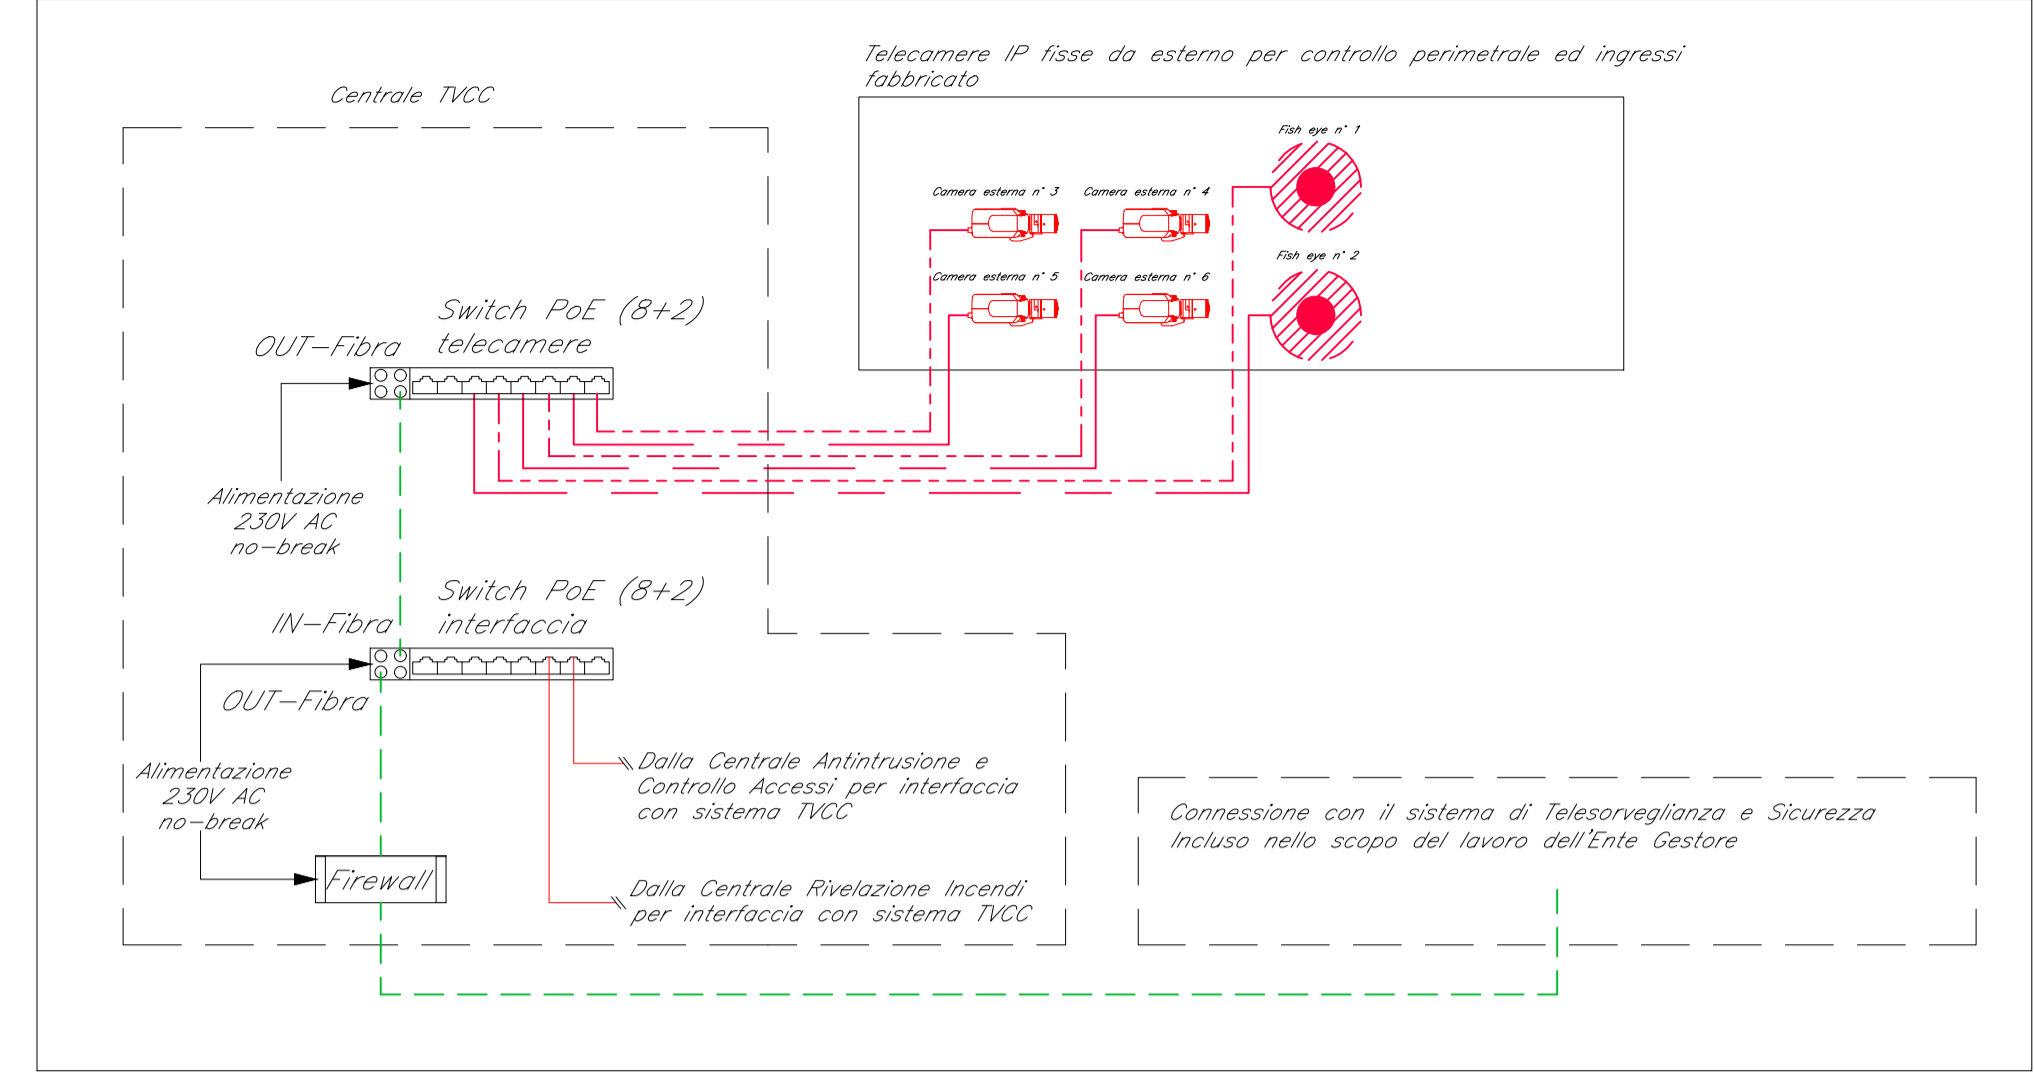 Telecamere IP fisse da esterno per controllo perimetrale ed ingressi
fabbricato
Centrale TVCC
Fish eye n° 1
Camera esterna n° 3
Camera esterna n° 4
Fish eye n° 2
Camera esterna n° 5
Camera esterna n° 6
Switch PoE (8+2)
telecamere
OUT-Fibra
Alimentazione
230V AC
no-break
Switch PoE (8+2)
interfaccia
IN-Fibra
OUT-Fibra
Dalla Centrale Antintrusione e
Controllo Accessi per interfaccia
con sistema TVCC
Alimentazione
230V AC
no-break
Connessione con il sistema di Telesorveglianza e Sicurezza
Incluso nello scopo del lavoro dell'Ente Gestore
Firewall
Dalla Centrale Rivelazione Incendi
per interfaccia con sistema TVCC